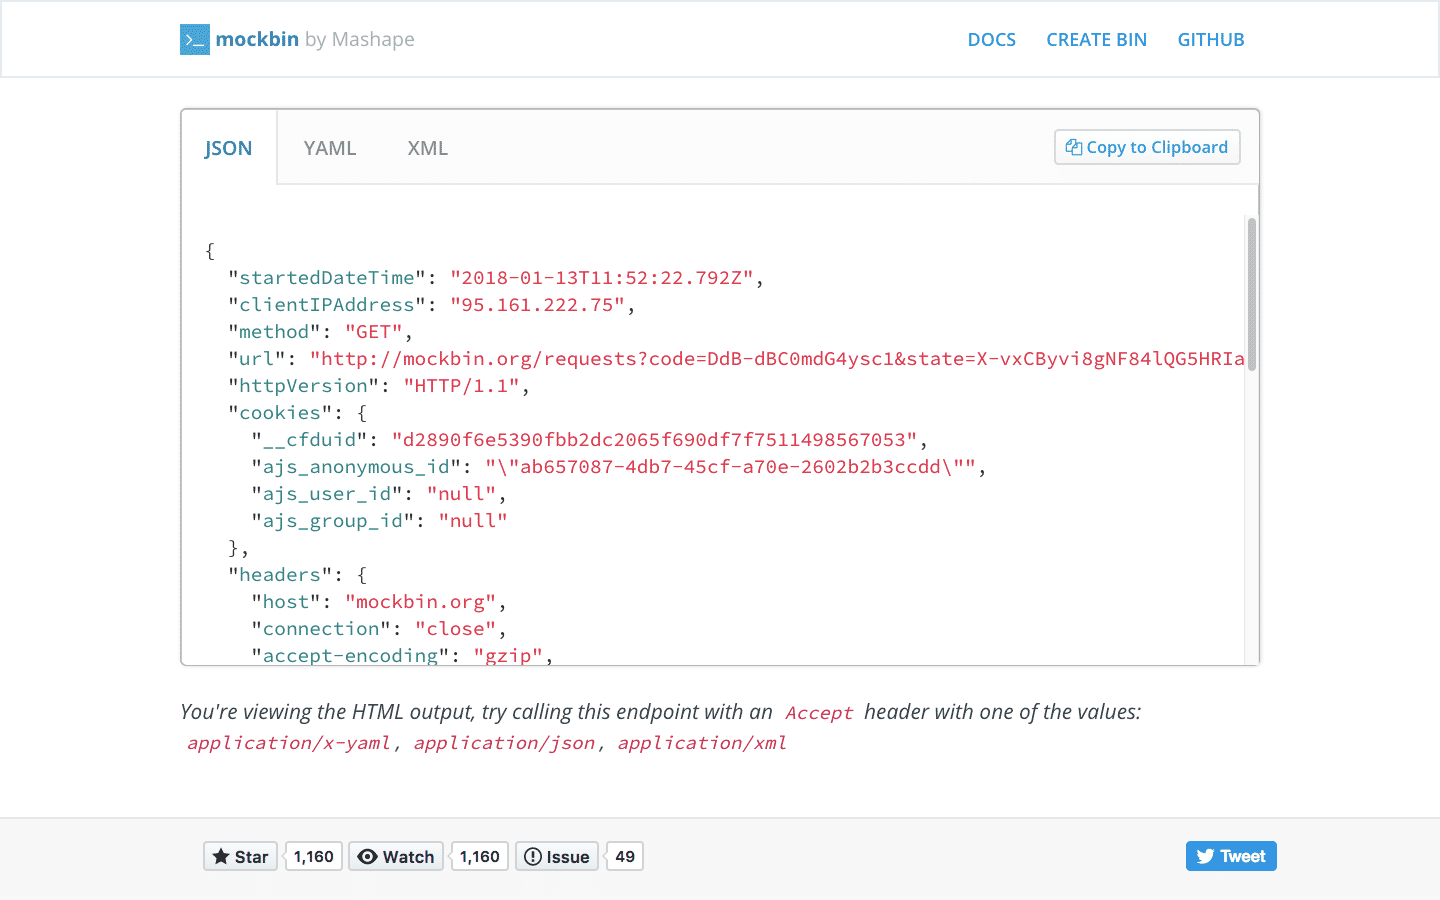 mockbin by Mashape
DOCS CREATE BIN GITHUB
JSON YAML XML Copy to Clipboard
{
"startedDateTime": "2018-01-13T11:52:22.792Z",
"clientIPAddress": "95.161.222.75",
"method": "GET",
"url": "http://mockbin.org/requests?code=DdB-dBC0mdG4ysc1&state=X-vxCByvi8gNF84lQG5HRIa
"httpVersion": "HTTP/1.1",
"cookies": {
"__cfduid": "d2890f6e5390fbb2dc2065f690df7f7511498567053",
"ajs_anonymous_id": "\"ab657087-4db7-45cf-a70e-2602b2b3ccdd\"",
"ajs_user_id": "null",
"ajs_group_id": "null"
},
"headers": {
"host": "mockbin.org",
"connection": "close",
"accept-encoding": "gzip",
You're viewing the HTML output, try calling this endpoint with an Accept header with one of the values:
application/x-yaml, application/json, application/xml
Star 1,160 Watch 1,160 Issue 49 Tweet